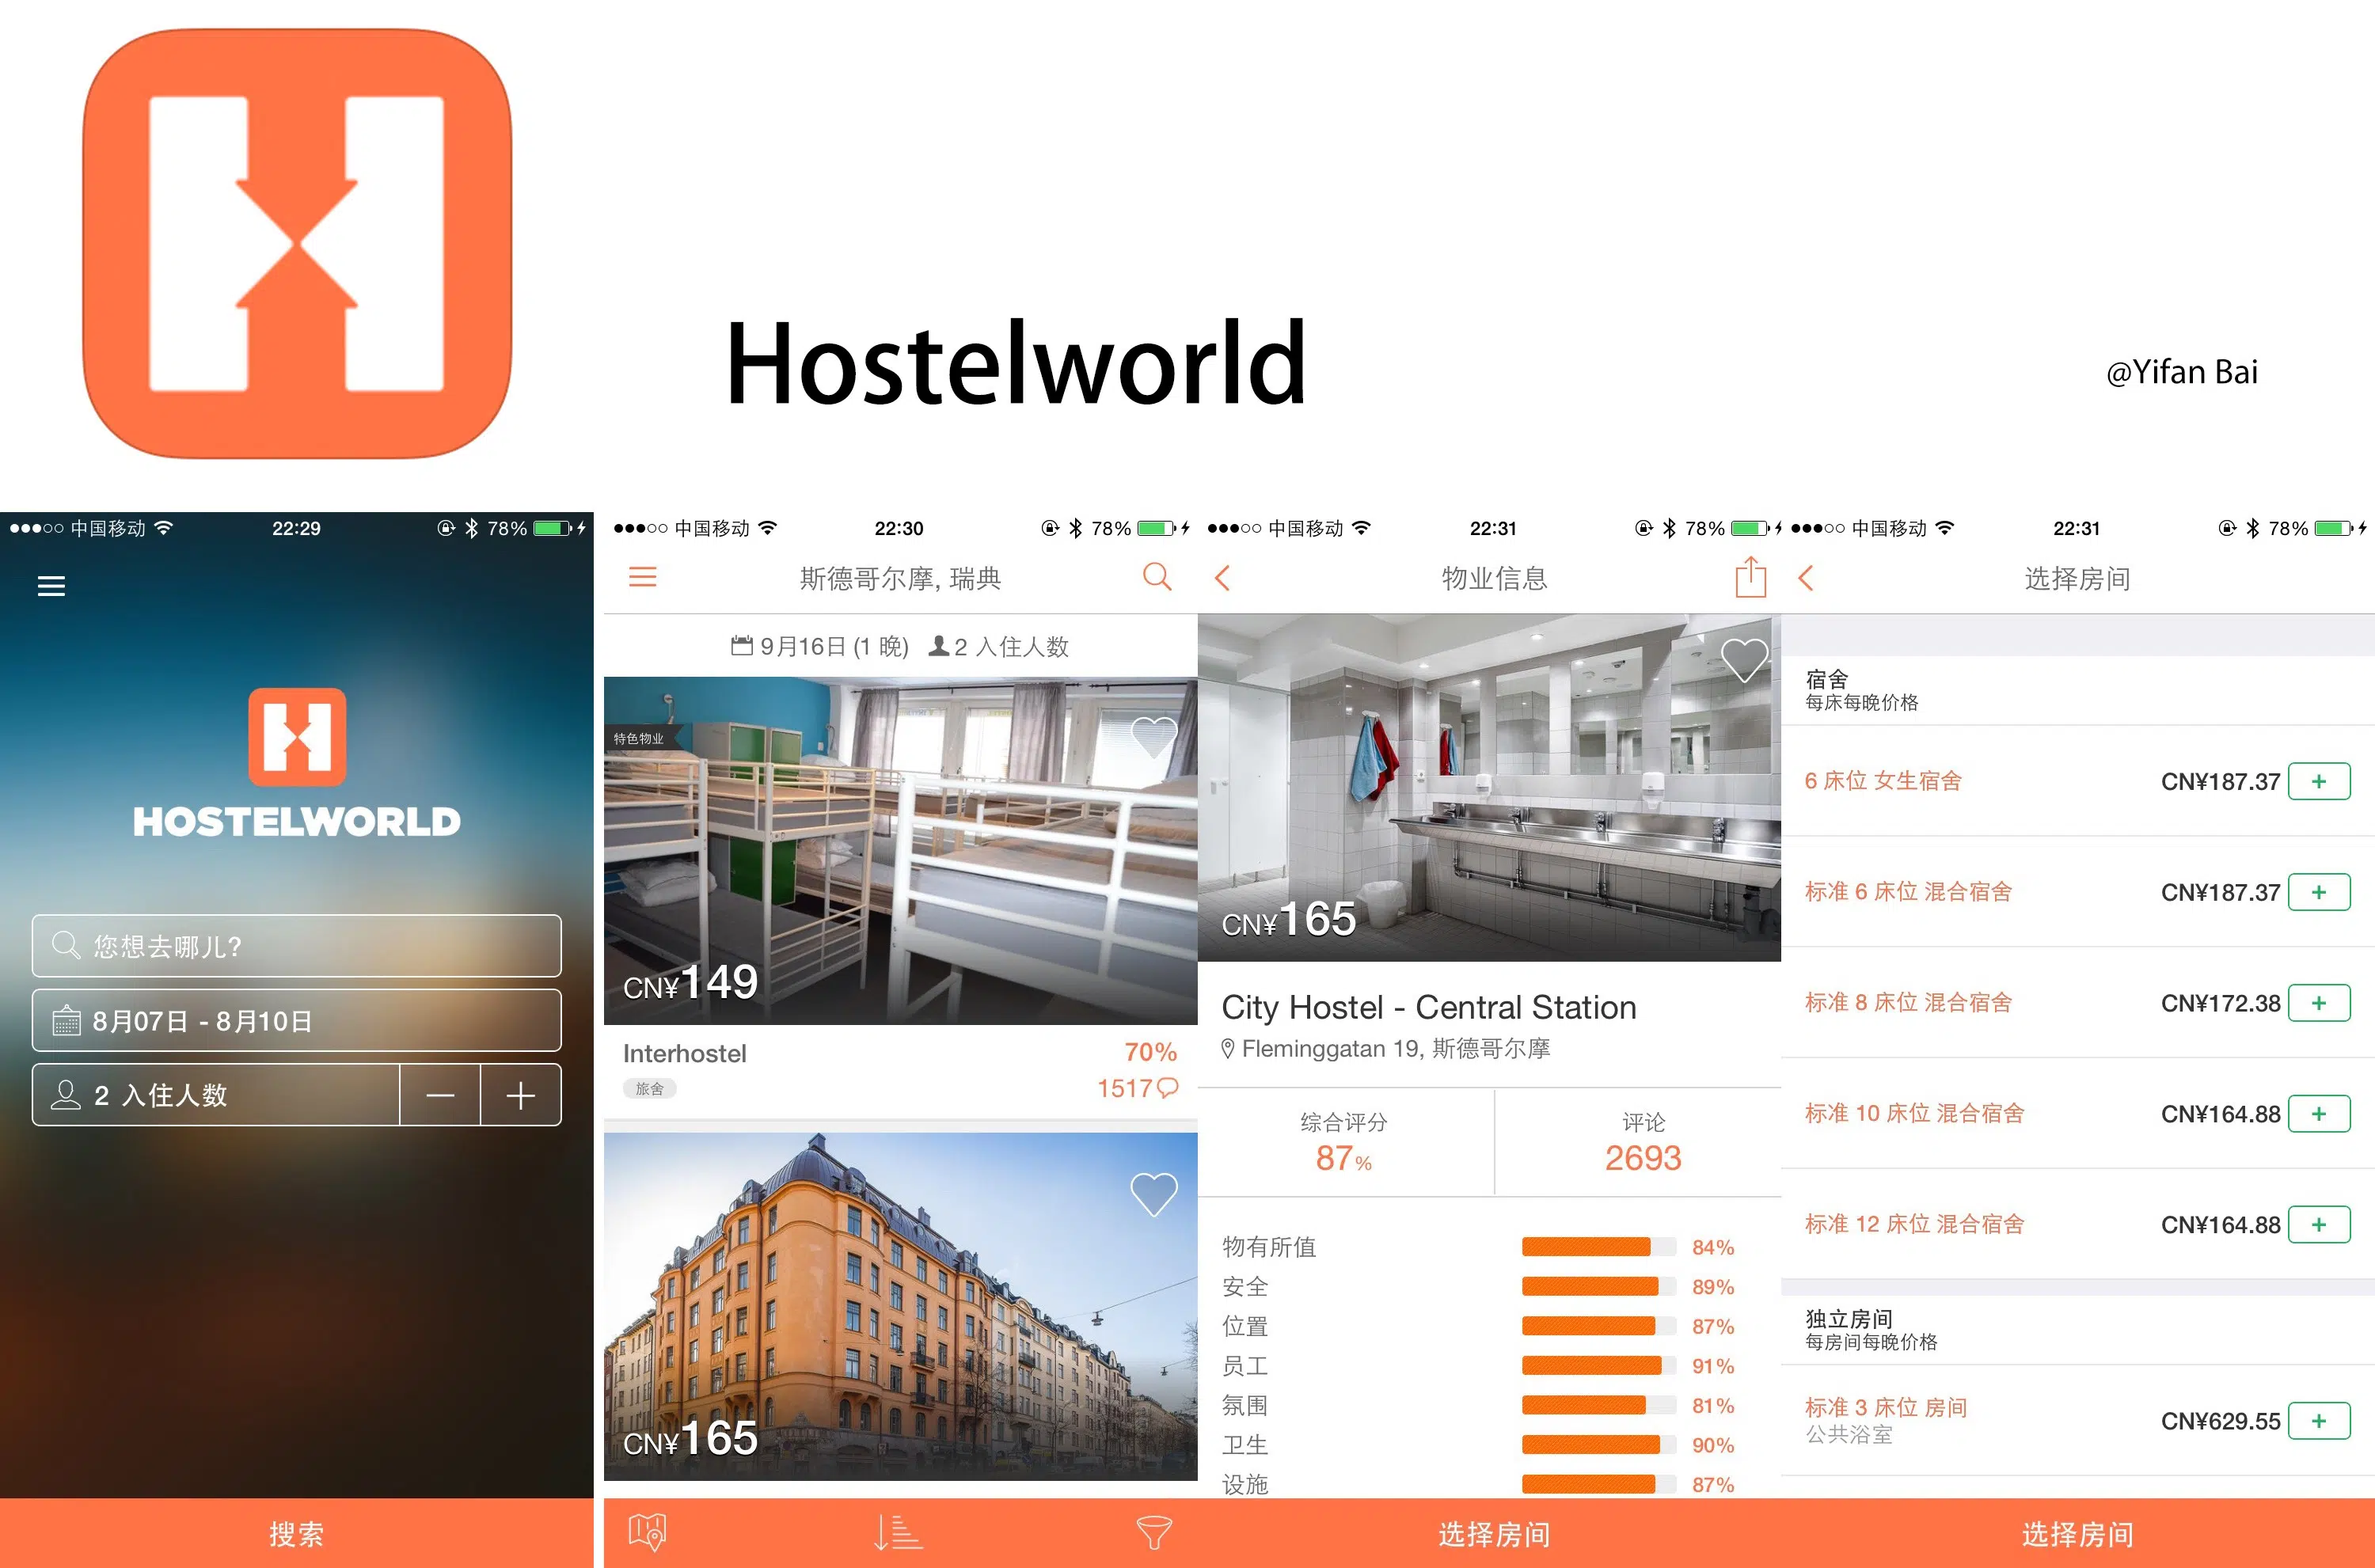 Hostelworld
@Yifan Bai
中国移动 22:29 78%
HOSTELWORLD
您想去哪儿?
8月07日 - 8月10日
2 入住人数
搜索
中国移动 22:30 78%
斯德哥尔摩, 瑞典
9月16日 (1 晚) 2 入住人数
特色物业
CN¥149
Interhostel 70%
旅舍 1517
CN¥165
中国移动 22:31 78%
物业信息
CN¥165
City Hostel - Central Station
Fleminggatan 19, 斯德哥尔摩
综合评分 评论
87% 2693
物有所值 84%
安全 89%
位置 87%
员工 91%
氛围 81%
卫生 90%
设施 87%
选择房间
中国移动 22:31 78%
选择房间
宿舍
每床每晚价格
6 床位 女生宿舍 CN¥187.37 +
标准 6 床位 混合宿舍 CN¥187.37 +
标准 8 床位 混合宿舍 CN¥172.38 +
标准 10 床位 混合宿舍 CN¥164.88 +
标准 12 床位 混合宿舍 CN¥164.88 +
独立房间
每房间每晚价格
标准 3 床位 房间 CN¥629.55 +
公共浴室
选择房间